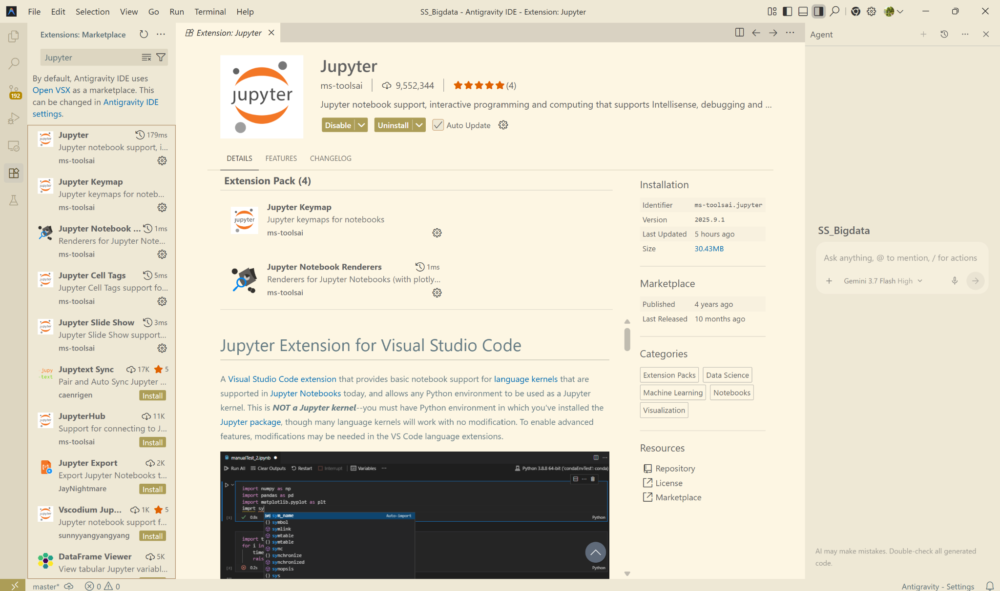 File Edit Selection View Go Run Terminal Help
SS_Bigdata - Antigravity IDE - Extension: Jupyter
Extensions: Marketplace
Jupyter
By default, Antigravity IDE uses
Open VSX as a marketplace. This
can be changed in Antigravity IDE
settings.
192
Jupyter 179ms
Jupyter notebook support, i...
ms-toolsai
Jupyter Keymap
Jupyter keymaps for noteb...
ms-toolsai
Jupyter Notebook ... 1ms
Renderers for Jupyter Note...
ms-toolsai
Jupyter Cell Tags 5ms
Jupyter Cell Tags support fo...
ms-toolsai
Jupyter Slide Show 3ms
Jupyter Slide Show support...
ms-toolsai
jupy
text
Jupytext Sync 17K 5
Pair and Auto Sync Jupyter ...
caenrigen Install
JupyterHub 11K
Support for connecting to J...
ms-toolsai Install
Jupyter Export 2K
Export Jupyter Notebooks t...
JayNightmare Install
Vscodium Jup... 1K 5
Jupyter notebook support f...
sunnyyangyangyang Install
DataFrame Viewer 5K
View tabular Jupyter variabl...
Extension: Jupyter
jupyter
Jupyter
ms-toolsai 9,552,344 (4)
Jupyter notebook support, interactive programming and computing that supports Intellisense, debugging and ...
Disable Uninstall Auto Update
DETAILS FEATURES CHANGELOG
Extension Pack (4)
jupyter
Jupyter Keymap
Jupyter keymaps for notebooks
ms-toolsai
Jupyter Notebook Renderers 1ms
Renderers for Jupyter Notebooks (with plotly...
ms-toolsai
Jupyter Extension for Visual Studio Code
A Visual Studio Code extension that provides basic notebook support for language kernels that are
supported in Jupyter Notebooks today, and allows any Python environment to be used as a Jupyter
kernel. This is NOT a Jupyter kernel--you must have Python environment in which you've installed the
Jupyter package, though many language kernels will work with no modification. To enable advanced
features, modifications may be needed in the VS Code language extensions.
manualTest_2.ipynb
Run All Clear Outputs Restart Interrupt Variables ...
Python 3.8.8 64-bit ('condaEnvTest': conda)
import numpy as np
import pandas as pd
import matplotlib.pyplot as plt
imprt sy
[1] 0.8s Python
sym_name Auto-import
symbol
symlink
symtable
symtable
sync
synchronize
synchronized
synopsis
sys
import t
for i in
time
rais
[2] 0.2s Python
Installation
Identifier ms-toolsai.jupyter
Version 2025.9.1
Last Updated 5 hours ago
Size 30.43MB
Marketplace
Published 4 years ago
Last Released 10 months ago
Categories
Extension Packs Data Science
Machine Learning Notebooks
Visualization
Resources
Repository
License
Marketplace
Agent
SS_Bigdata
Ask anything, @ to mention, / for actions
Gemini 3.7 Flash High
AI may make mistakes. Double-check all generated
code.
master* 0 0
Antigravity - Settings